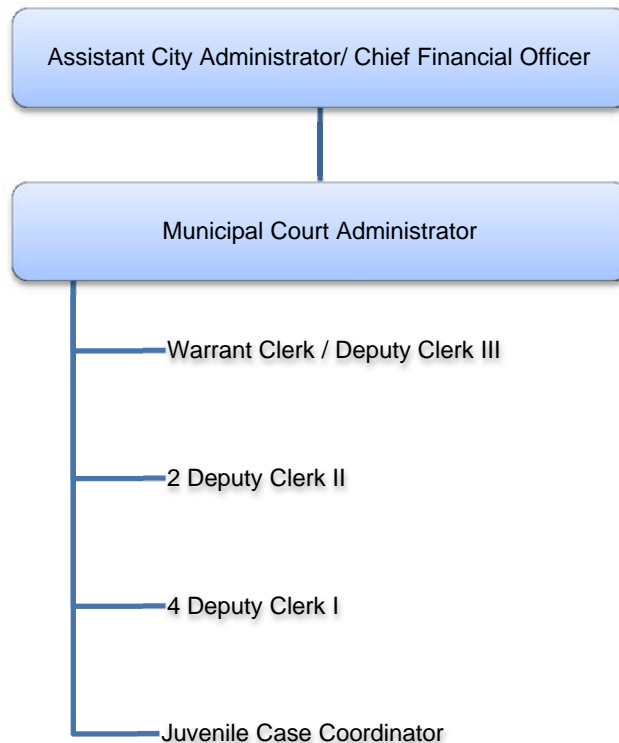 Assistant City Administrator/ Chief Financial Officer
Municipal Court Administrator
Warrant Clerk / Deputy Clerk III
2 Deputy Clerk II
4 Deputy Clerk I
Juvenile Case Coordinator